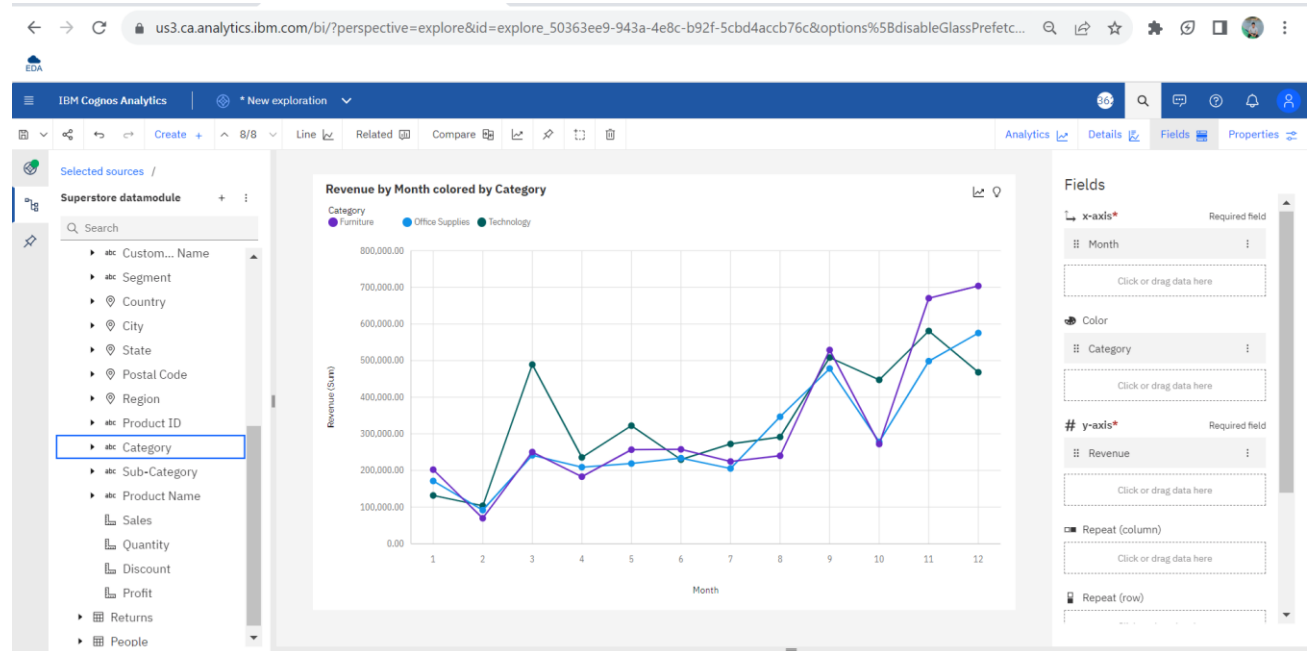 us3.ca.analytics.ibm.com/bi/?perspective=explore&id=explore_50363ee9-943a-4e8c-b92f-5cbd4accb76c&options%5BdisableGlassPrefetc...
EDA
IBM Cognos Analytics * New exploration
Create + 8/8 Line Related Compare Analytics Details Fields Properties
Selected sources /
Superstore datamodule
Search
abc Custom... Name
abc Segment
Country
City
State
Postal Code
Region
abc Product ID
abc Category
abc Sub-Category
abc Product Name
Sales
Quantity
Discount
Profit
Returns
People
Revenue by Month colored by Category
Category
Furniture Office Supplies Technology
Revenue (Sum)
800,000.00
700,000.00
600,000.00
500,000.00
400,000.00
300,000.00
200,000.00
100,000.00
0.00
1 2 3 4 5 6 7 8 9 10 11 12
Month
Fields
x-axis* Required field
Month
Click or drag data here
Color
Category
Click or drag data here
# y-axis* Required field
Revenue
Click or drag data here
Repeat (column)
Click or drag data here
Repeat (row)